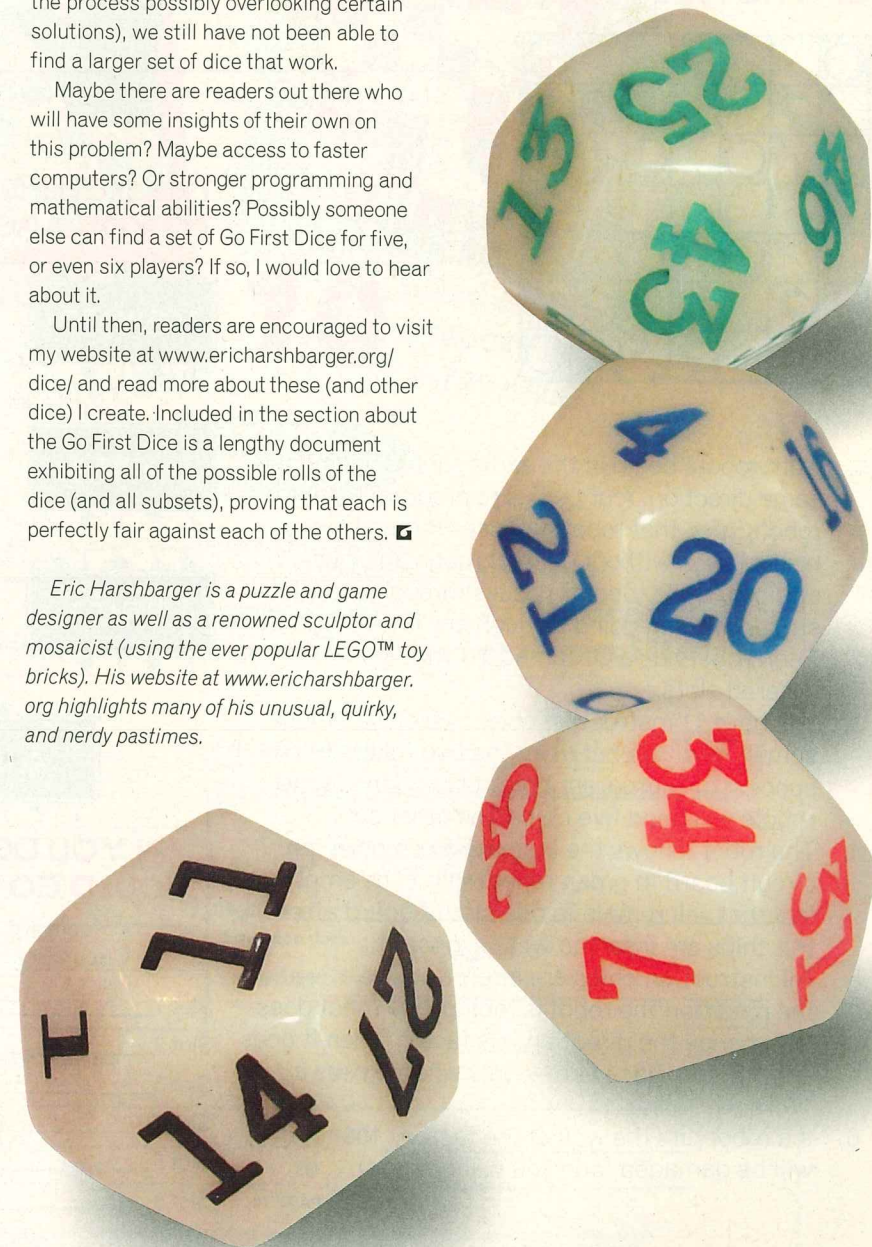 the process possibly overlooking certain
solutions), we still have not been able to
find a larger set of dice that work.
Maybe there are readers out there who
will have some insights of their own on
this problem? Maybe access to faster
computers? Or stronger programming and
mathematical abilities? Possibly someone
else can find a set of Go First Dice for five,
or even six players? If so, I would love to hear
about it.
Until then, readers are encouraged to visit
my website at www.ericharshbarger.org/
dice/ and read more about these (and other
dice) I create. Included in the section about
the Go First Dice is a lengthy document
exhibiting all of the possible rolls of the
dice (and all subsets), proving that each is
perfectly fair against each of the others.
Eric Harshbarger is a puzzle and game
designer as well as a renowned sculptor and
mosaicist (using the ever popular LEGO™ toy
bricks). His website at www.ericharshbarger.
org highlights many of his unusual, quirky,
and nerdy pastimes.
25
13
46
43
4
16
21
20
34
23
31
7
11
27
1
14